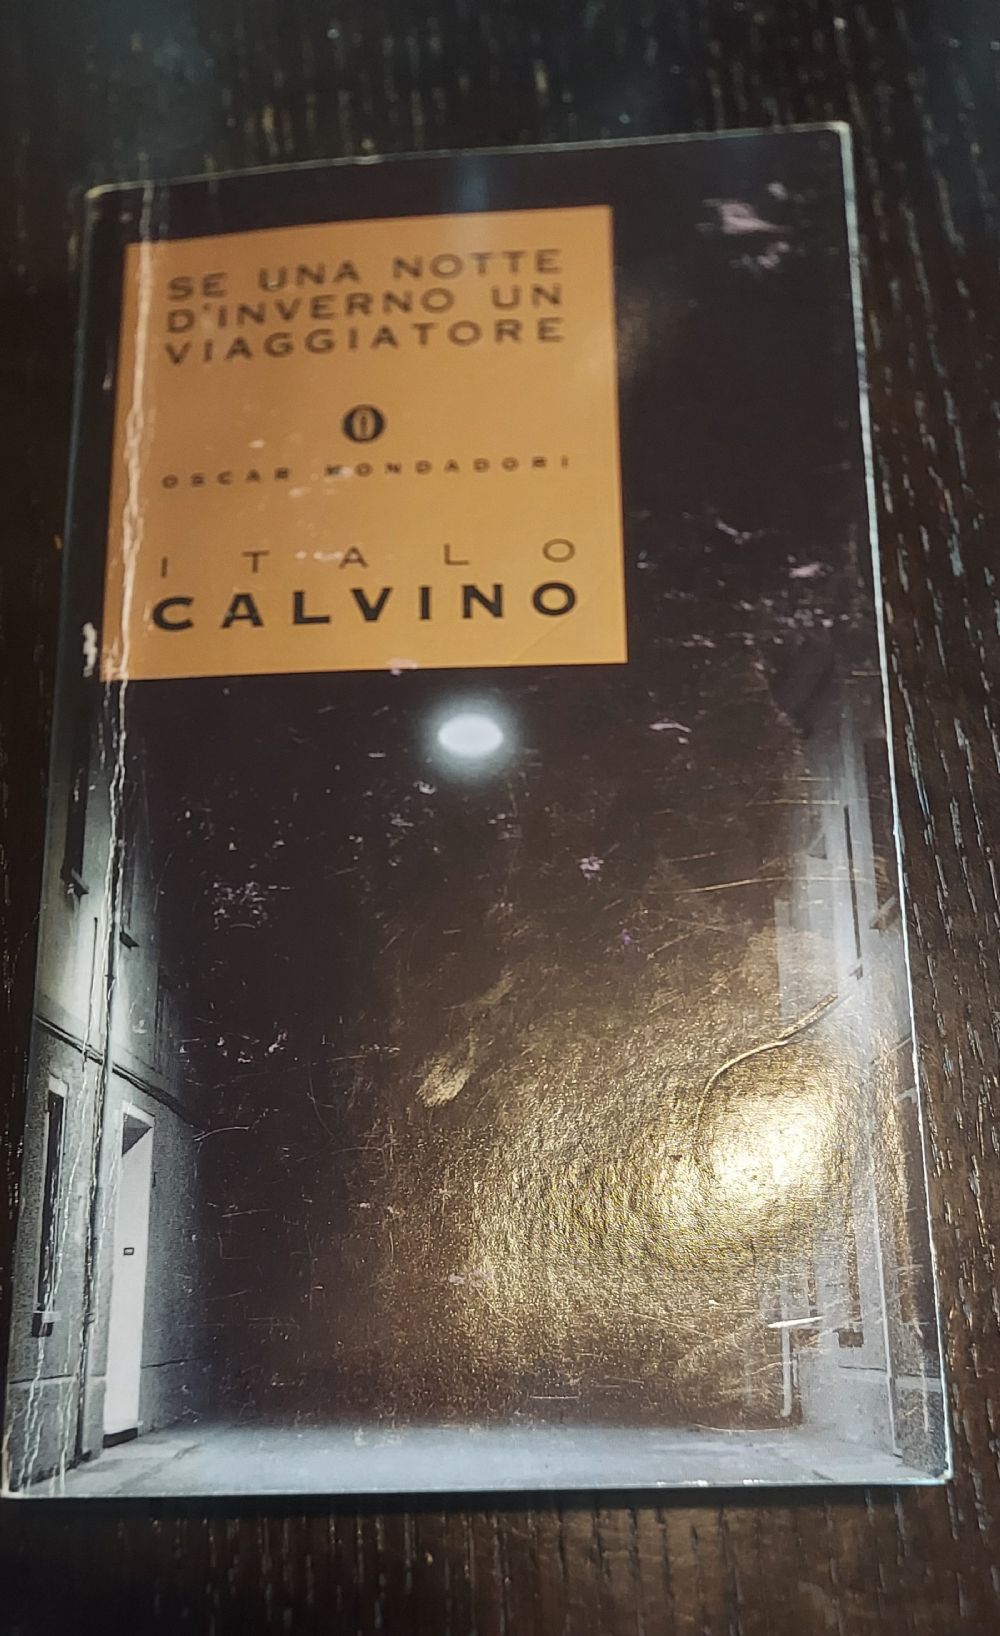 SE UNA NOTTE
D'INVERNO UN
VIAGGIATORE
OSCAR MONDADORI
ITALO
CALVINO